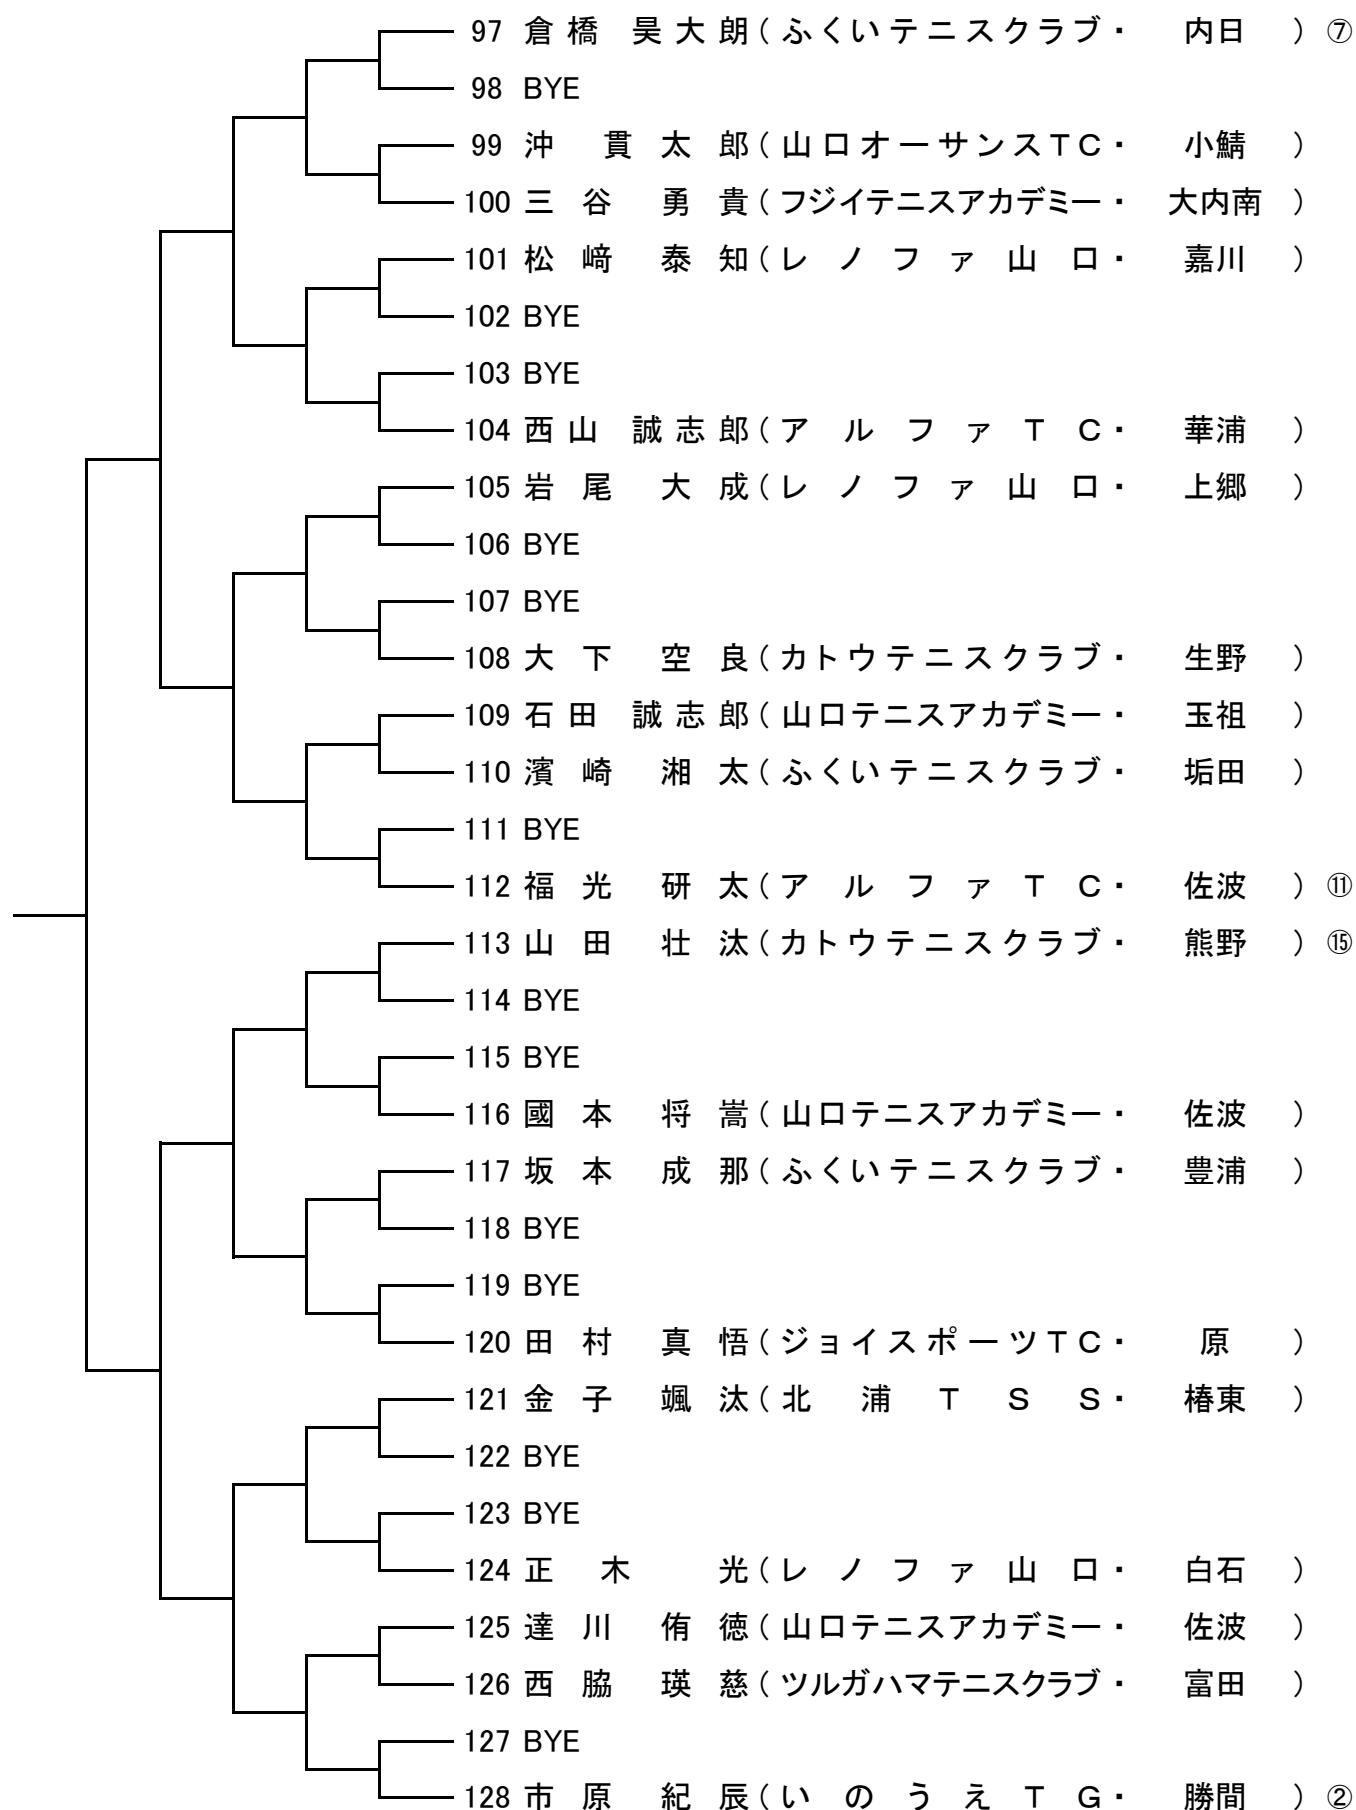 97 倉橋 昊大朗(ふくいテニスクラブ・ 内日 ) ⑦
98 BYE
99 沖 貫太郎(山口オーサンスTC・ 小鯖 )
100 三谷 勇貴(フジイテニスアカデミー・ 大内南 )
101 松﨑 泰知(レノファ山口・ 嘉川 )
102 BYE
103 BYE
104 西山 誠志郎(アルファTC・ 華浦 )
105 岩尾 大成(レノファ山口・ 上郷 )
106 BYE
107 BYE
108 大下 空良(カトウテニスクラブ・ 生野 )
109 石田 誠志郎(山口テニスアカデミー・ 玉祖 )
110 濱崎 湘太(ふくいテニスクラブ・ 垢田 )
111 BYE
112 福光 研太(アルファTC・ 佐波 ) ⑪
113 山田 壮汰(カトウテニスクラブ・ 熊野 ) ⑮
114 BYE
115 BYE
116 國本 将嵩(山口テニスアカデミー・ 佐波 )
117 坂本 成那(ふくいテニスクラブ・ 豊浦 )
118 BYE
119 BYE
120 田村 真悟(ジョイスポーツTC・ 原 )
121 金子 颯汰(北浦TSS・ 椿東 )
122 BYE
123 BYE
124 正木 光(レノファ山口・ 白石 )
125 達川 侑徳(山口テニスアカデミー・ 佐波 )
126 西脇 瑛慈(ツルガハマテニスクラブ・ 富田 )
127 BYE
128 市原 紀辰(いのうえTG・ 勝間 ) ②